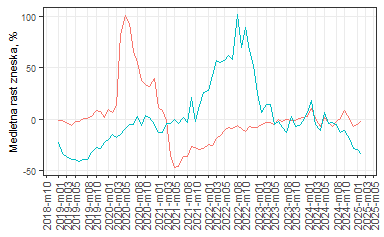 Medletna rast zneska, %
100
50
0
-50
2018-m10
2019-m01
2019-m03
2019-m05
2019-m08
2019-m10
2020-m01
2020-m03
2020-m05
2020-m08
2020-m10
2021-m01
2021-m03
2021-m05
2021-m08
2021-m10
2022-m01
2022-m03
2022-m05
2022-m08
2022-m10
2023-m01
2023-m03
2023-m05
2023-m08
2023-m10
2024-m01
2024-m03
2024-m05
2024-m08
2024-m10
2025-m01
2025-m03
2025-m05